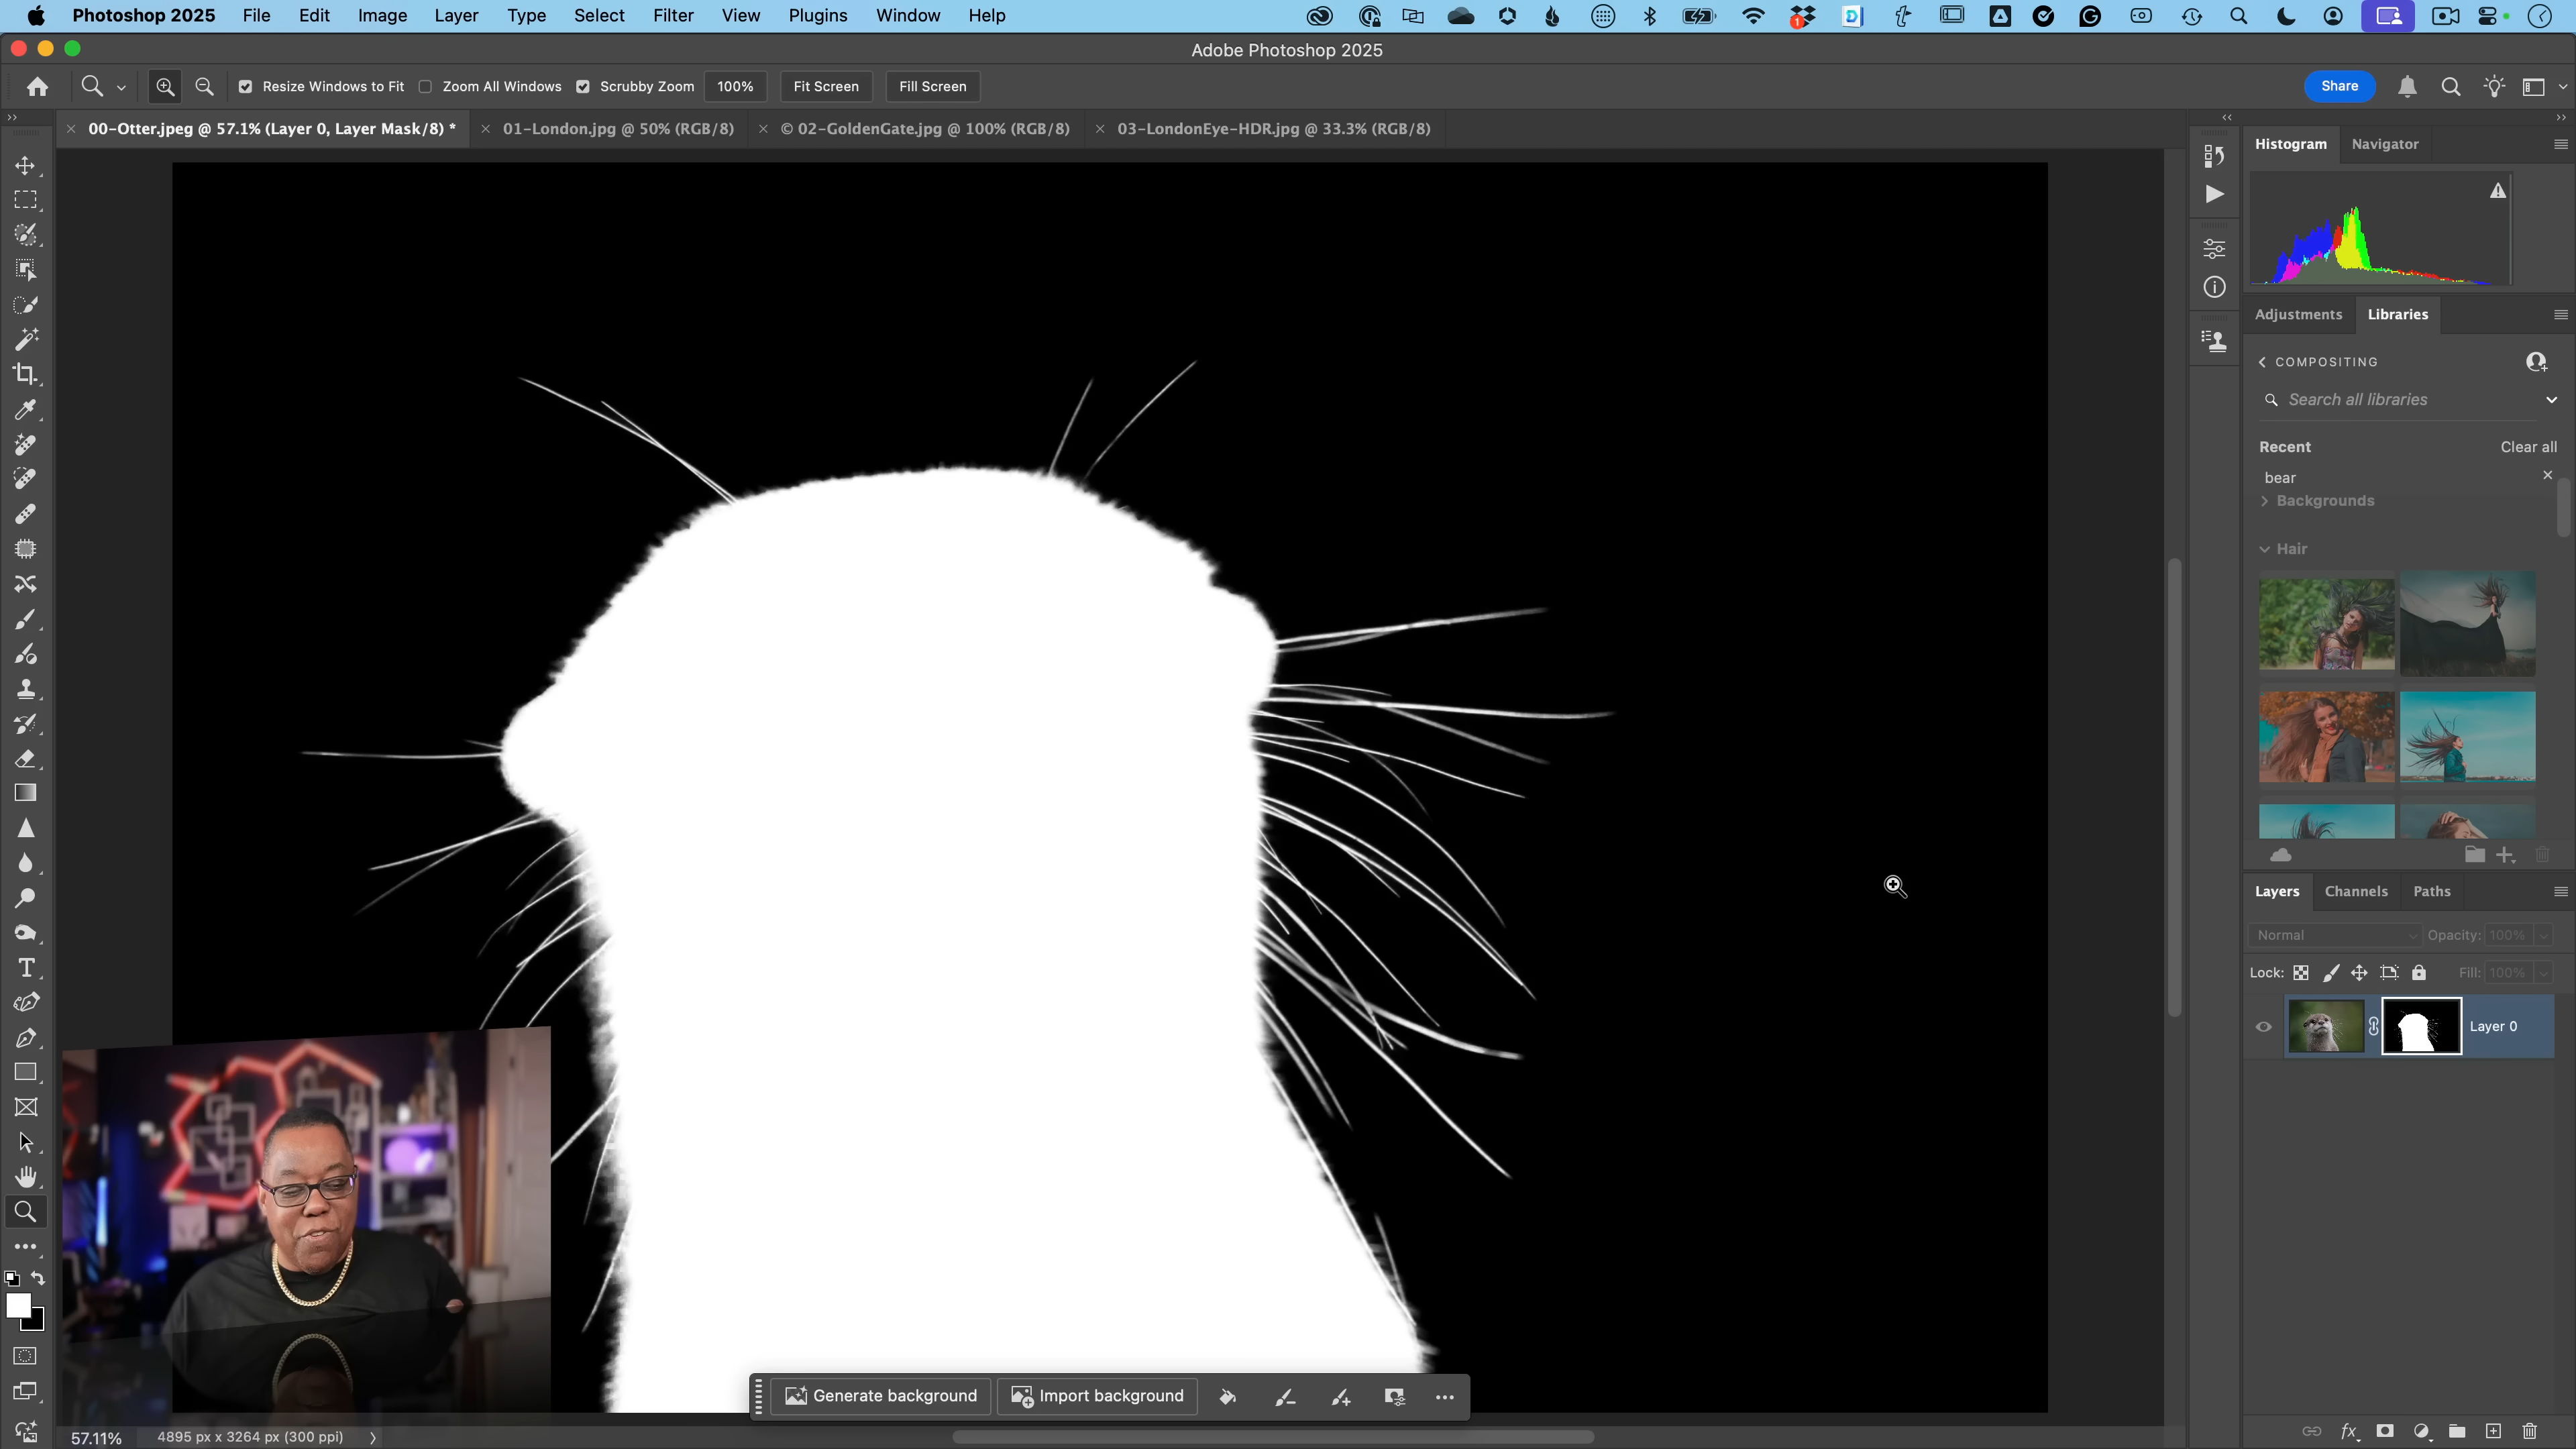 Photoshop 2025 File Edit Image Layer Type Select Filter View Plugins Window Help
1
Adobe Photoshop 2025
Resize Windows to Fit Zoom All Windows Scrubby Zoom 100% Fit Screen Fill Screen Share
00-Otter.jpeg @ 57.1% (Layer 0, Layer Mask/8) * 01-London.jpg @ 50% (RGB/8) © 02-GoldenGate.jpg @ 100% (RGB/8) 03-LondonEye-HDR.jpg @ 33.3% (RGB/8)
Histogram Navigator
Adjustments Libraries
COMPOSITING
Search all libraries
Recent Clear all
bear
Backgrounds
Hair
Layers Channels Paths
Normal Opacity: 100%
Lock: Fill: 100%
Layer 0
Generate background Import background
57.11% 4895 px x 3264 px (300 ppi)